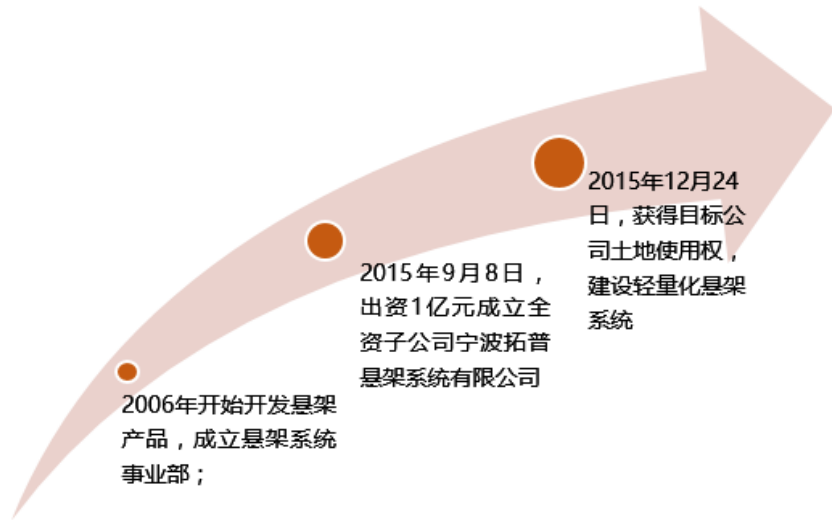 2006年开始开发悬架
产品，成立悬架系统
事业部；
2015年9月8日，
出资1亿元成立全
资子公司宁波拓普
悬架系统有限公司
2015年12月24
日，获得目标公
司土地使用权，
建设轻量化悬架
系统